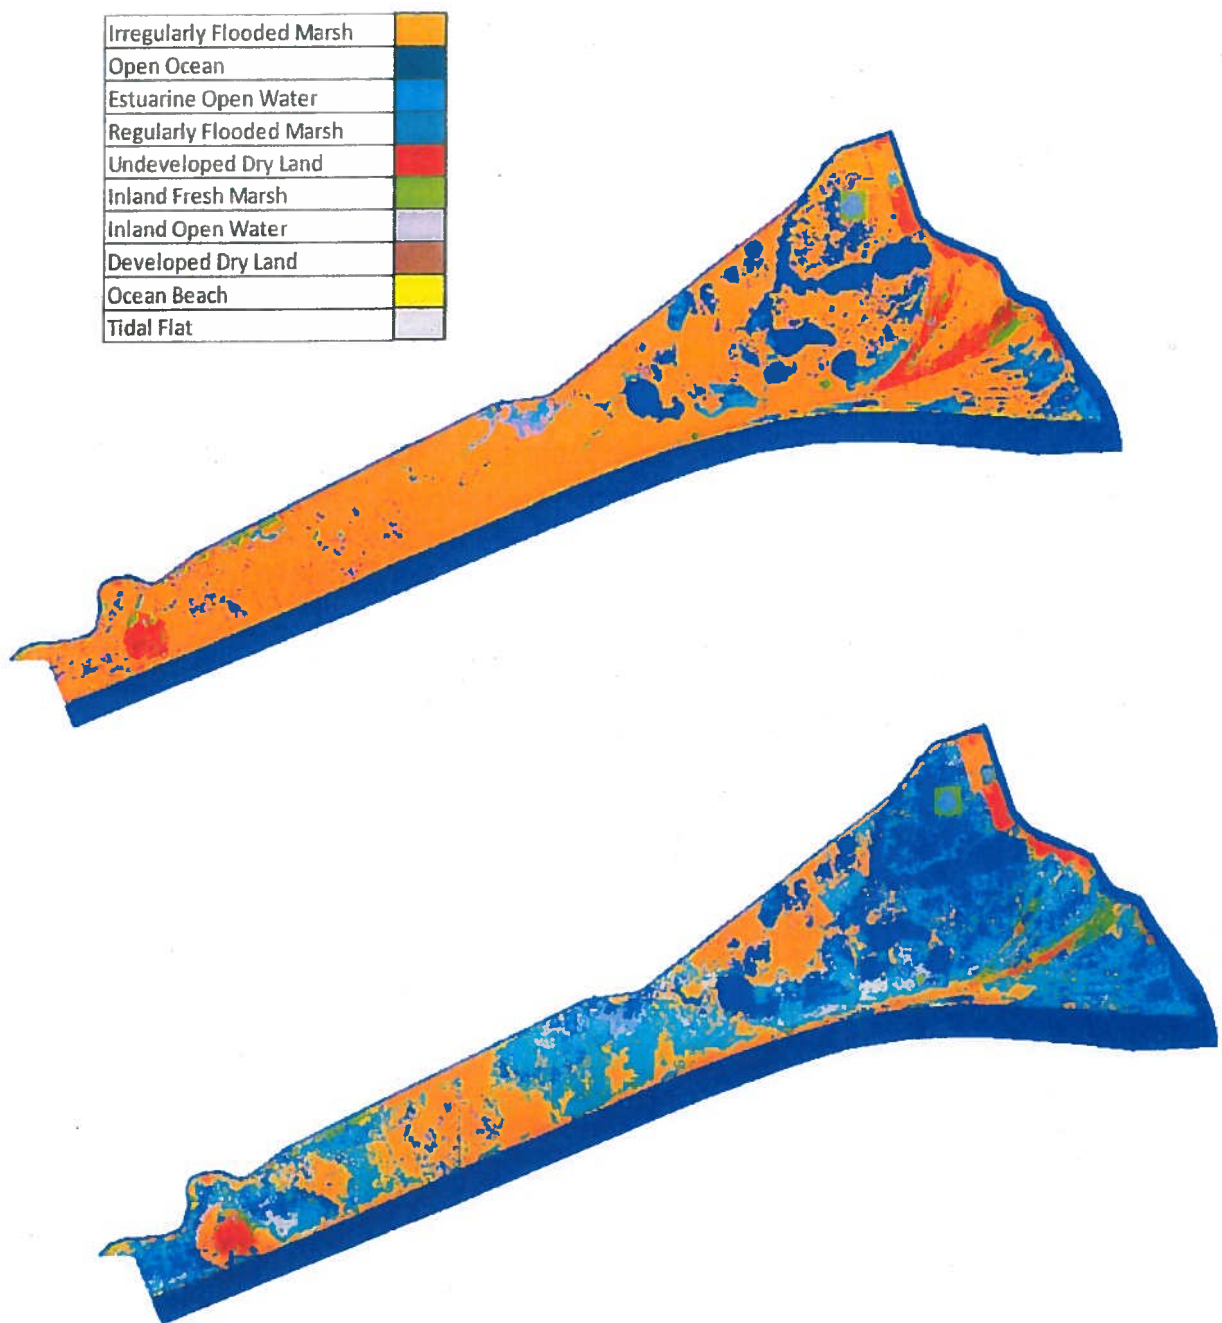 Irregularly Flooded Marsh
Open Ocean
Estuarine Open Water
Regularly Flooded Marsh
Undeveloped Dry Land
Inland Fresh Marsh
Inland Open Water
Developed Dry Land
Ocean Beach
Tidal Flat